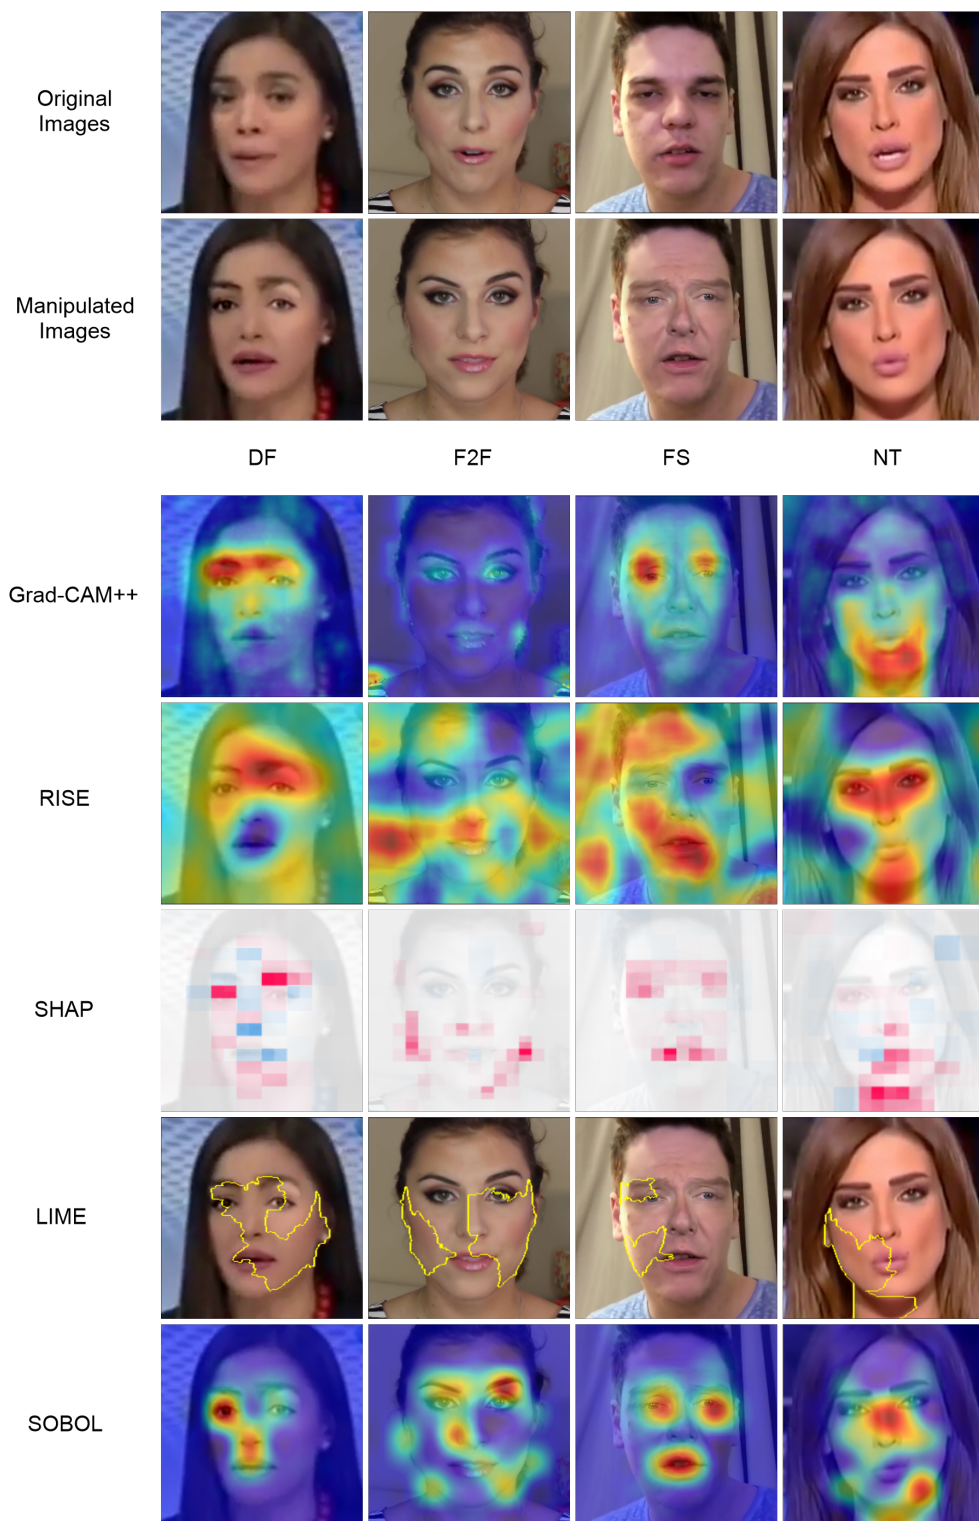 Original
Images
Manipulated
Images
DF F2F FS NT
Grad-CAM++
RISE
SHAP
LIME
SOBOL